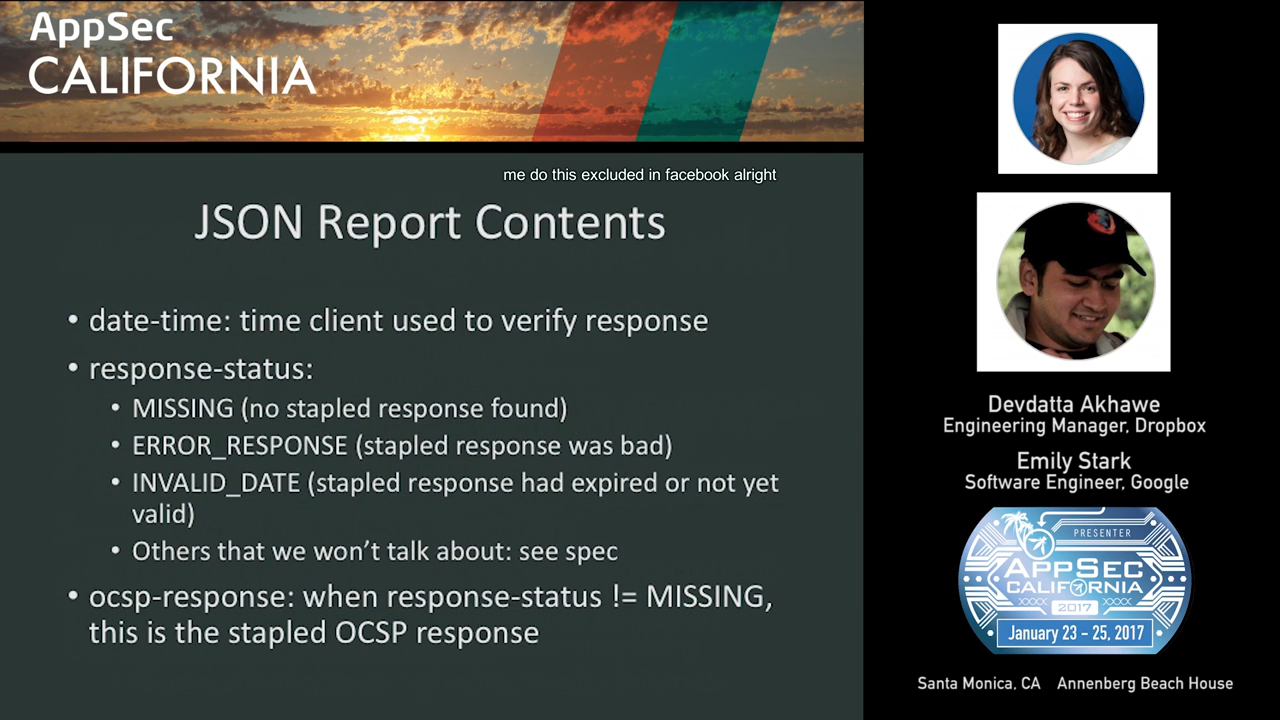 AppSec
CALIFORNIA
me do this excluded in facebook alright
JSON Report Contents
• date-time: time client used to verify response
• response-status:
• MISSING (no stapled response found)
• ERROR_RESPONSE (stapled response was bad)
• INVALID_DATE (stapled response had expired or not yet
valid)
• Others that we won't talk about: see spec
• ocsp-response: when response-status != MISSING,
this is the stapled OCSP response
Devdatta Akhawe
Engineering Manager, Dropbox
Emily Stark
Software Engineer, Google
PRESENTER
APPSEC
CALIFORNIA
2017
January 23 - 25, 2017
Santa Monica, CA Annenberg Beach House